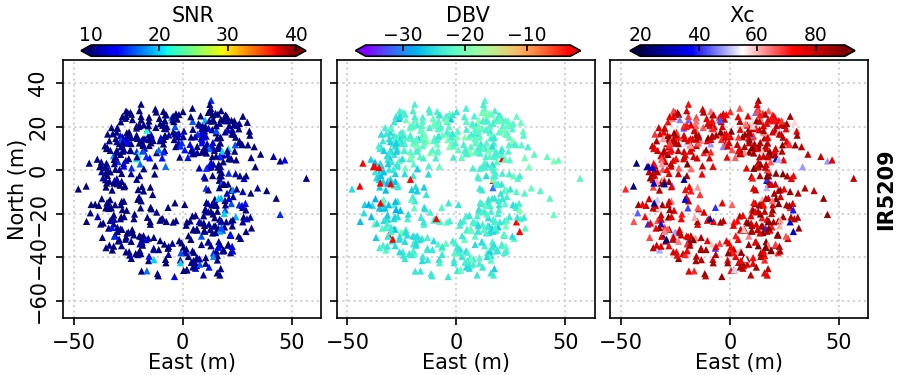 SNR
DBV
Xc
10 20 30 40
−30 −20 −10
20 40 60 80
North (m)
40
20
0
−20
−40
−60
−50 0 50
−50 0 50
−50 0 50
East (m)
East (m)
East (m)
IR5209